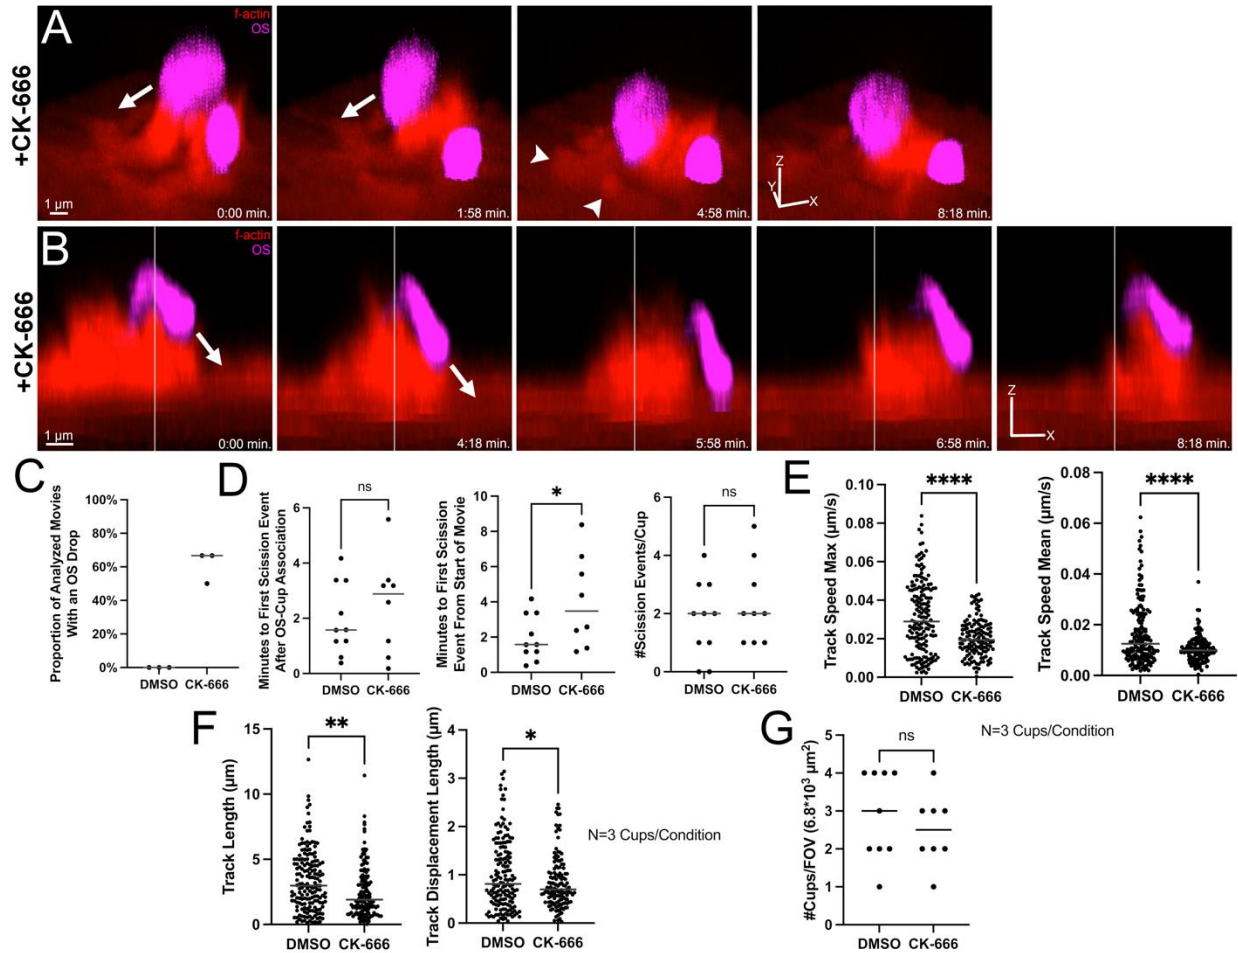 A
f-actin
OS
+CK-666
1 µm
0:00 min.
1:58 min.
4:58 min.
Z
Y
X
8:18 min.
B
f-actin
OS
+CK-666
1 µm
0:00 min.
4:18 min.
5:58 min.
6:58 min.
Z
X
8:18 min.
C
Proportion of Analyzed Movies
With an OS Drop
100%
80%
60%
40%
20%
0%
DMSO CK-666
D
Minutes to First Scission Event
After OS-Cup Association
6
4
2
0
ns
DMSO CK-666
Minutes to First Scission
Event From Start of Movie
10
8
6
4
2
0
*
DMSO CK-666
#Scission Events/Cup
6
4
2
0
ns
DMSO CK-666
E
Track Speed Max (µm/s)
0.10
0.08
0.06
0.04
0.02
0.00
****
DMSO CK-666
Track Speed Mean (µm/s)
0.08
0.06
0.04
0.02
0.00
****
DMSO CK-666
N=3 Cups/Condition
F
Track Length (µm)
15
10
5
0
**
DMSO CK-666
Track Displacement Length (µm)
4
3
2
1
0
*
DMSO CK-666
N=3 Cups/Condition
G
#Cups/FOV (6.8*10³ µm²)
5
4
3
2
1
0
ns
DMSO CK-666